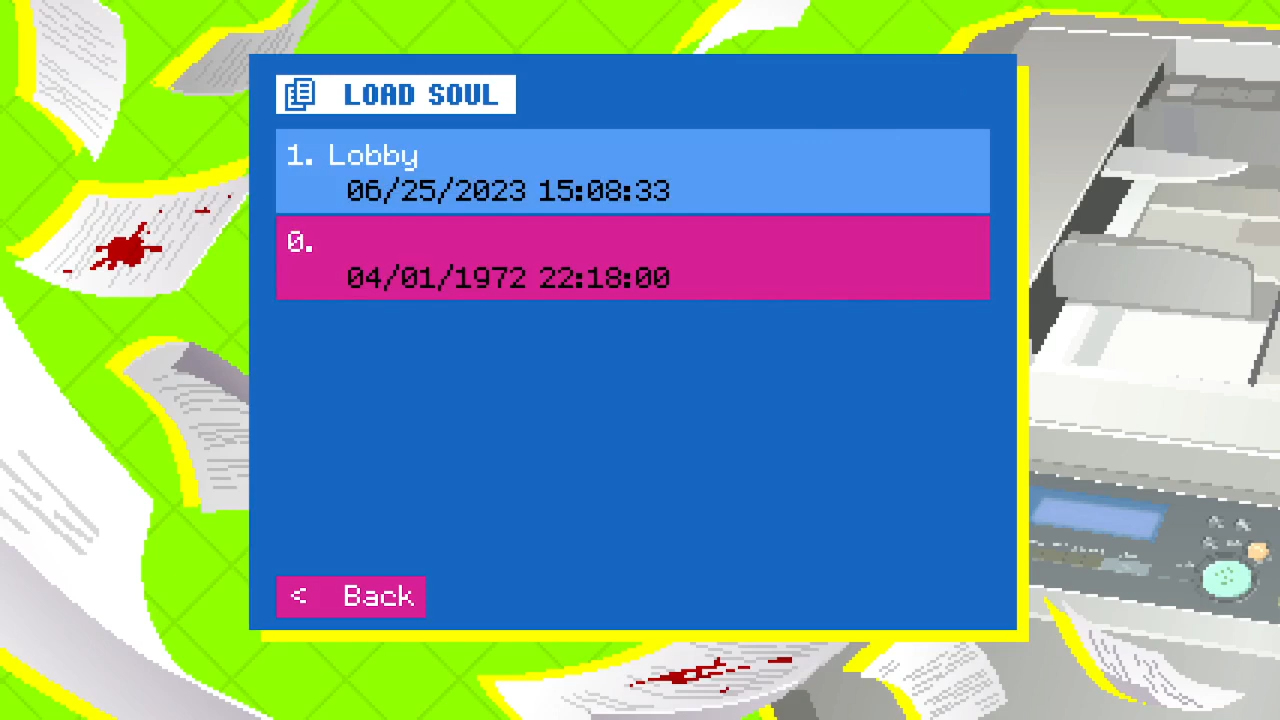 LOAD SOUL
1. Lobby
06/25/2023 15:08:33
0.
04/01/1972 22:18:00
< Back